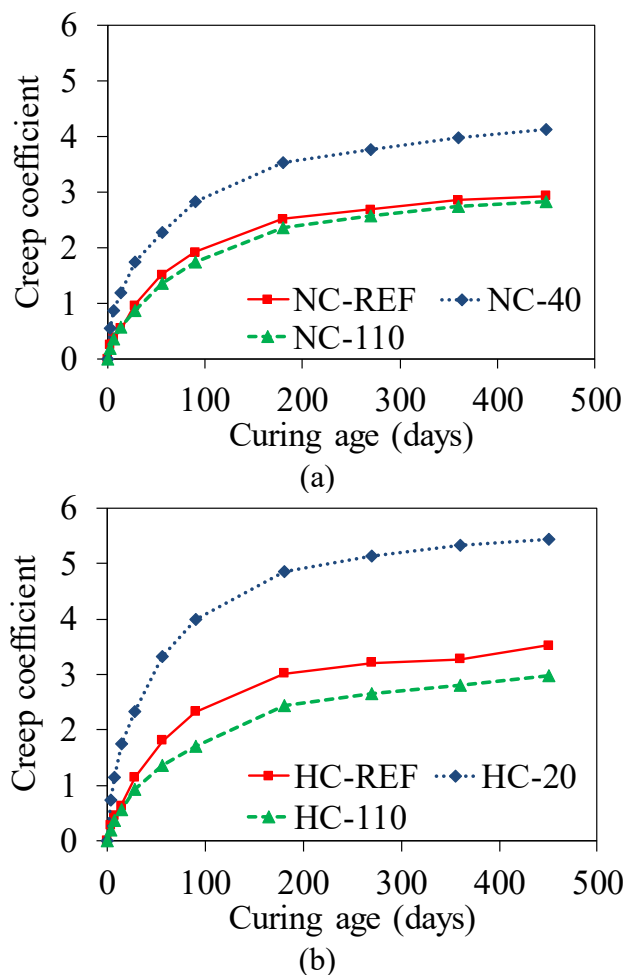 6
5
4
3
2
1
0
Creep coefficient
NC-REF NC-40
NC-110
0 100 200 300 400 500
Curing age (days)
(a)
6
5
4
3
2
1
0
Creep coefficient
HC-REF HC-20
HC-110
0 100 200 300 400 500
Curing age (days)
(b)